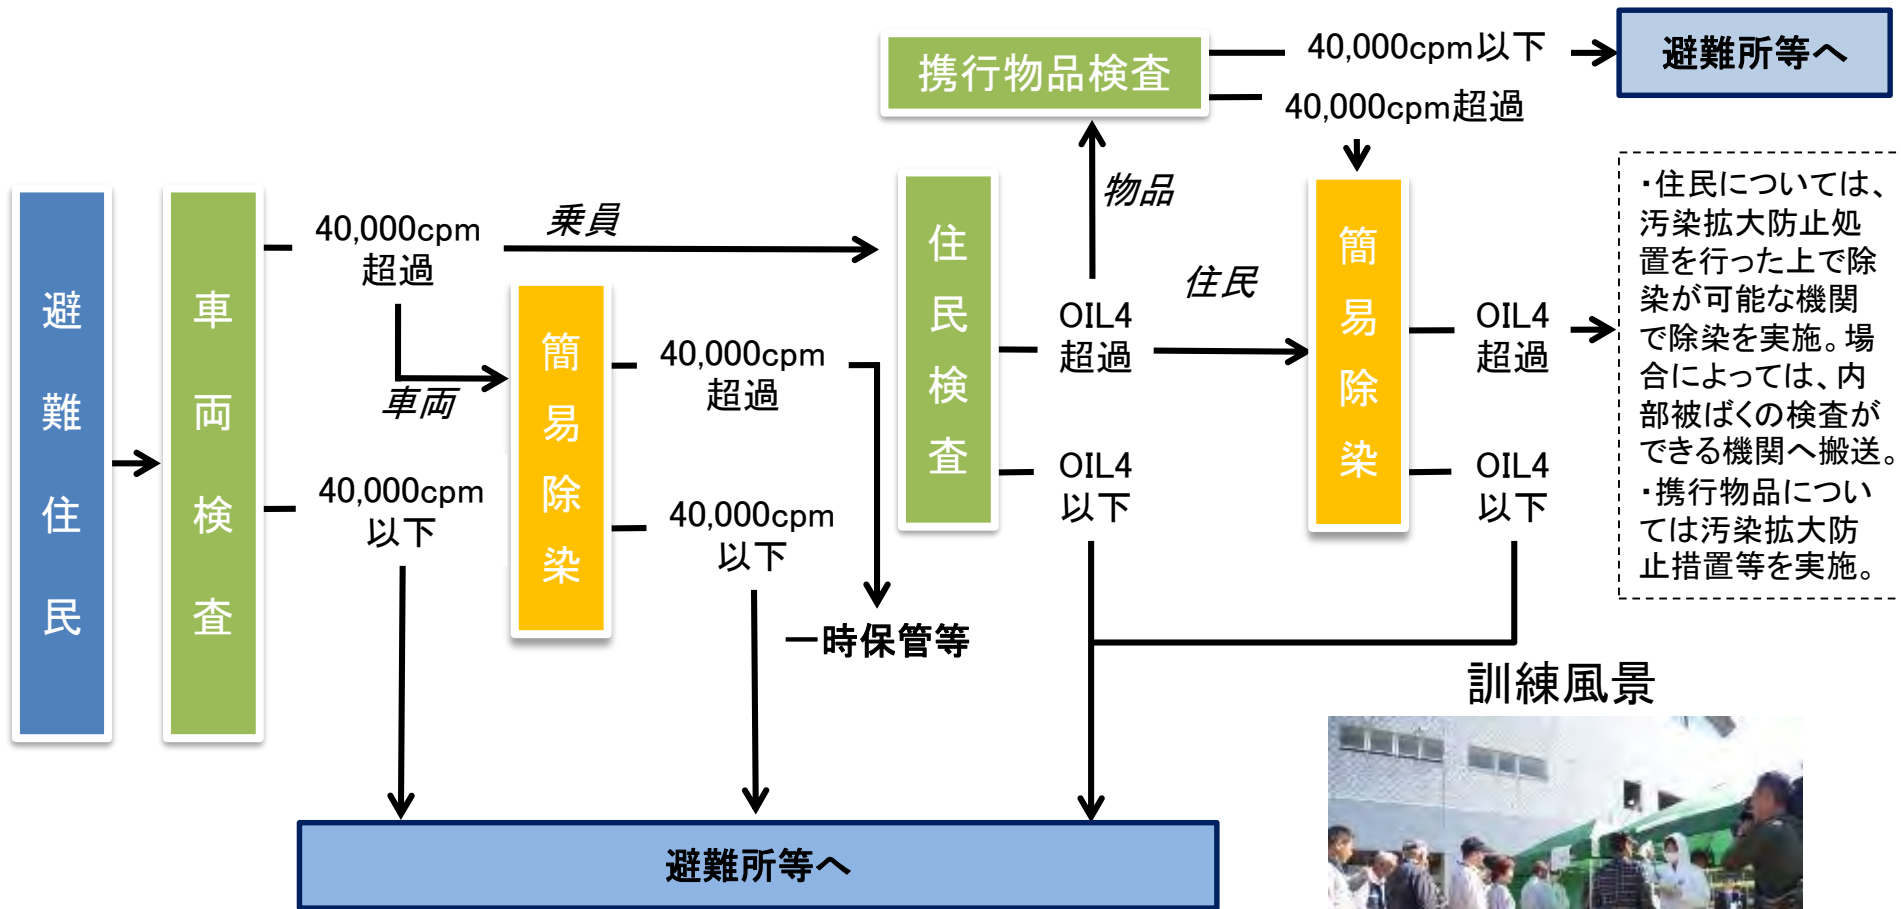 避難住民
車両検査
40,000cpm
超過
乗員
車両
40,000cpm
以下
簡易除染
40,000cpm
超過
40,000cpm
以下
一時保管等
住民検査
物品
携行物品検査
40,000cpm以下
40,000cpm超過
避難所等へ
OIL4
超過
住民
OIL4
以下
簡易除染
OIL4
超過
OIL4
以下
・住民については、
汚染拡大防止処
置を行った上で除
染が可能な機関
で除染を実施。場
合によっては、内
部被ばくの検査が
できる機関へ搬送。
・携行物品につい
ては汚染拡大防
止措置等を実施。
避難所等へ
訓練風景